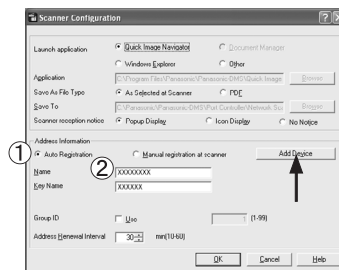 Scanner Configuration
Launch application Quick Image Navigator Document Manager
Windows Explorer Other
Application C:\Program Files\Panasonic\Panasonic-DMS\Quick Image Browse
Save As File Type As Selected at Scanner PDF
Save To C:\Panasonic\Panasonic-DMS\Port Controller\Network Sca Browse
Scanner reception notice Popup Display Icon Display No Notice
Address Information
① Auto Registration Manual registration at scanner Add Device
② Name XXXXXXXX
Key Name XXXXXX
Group ID Use 1 (1-99)
Address Renewal Interval 30 min(10-60)
OK Cancel Help